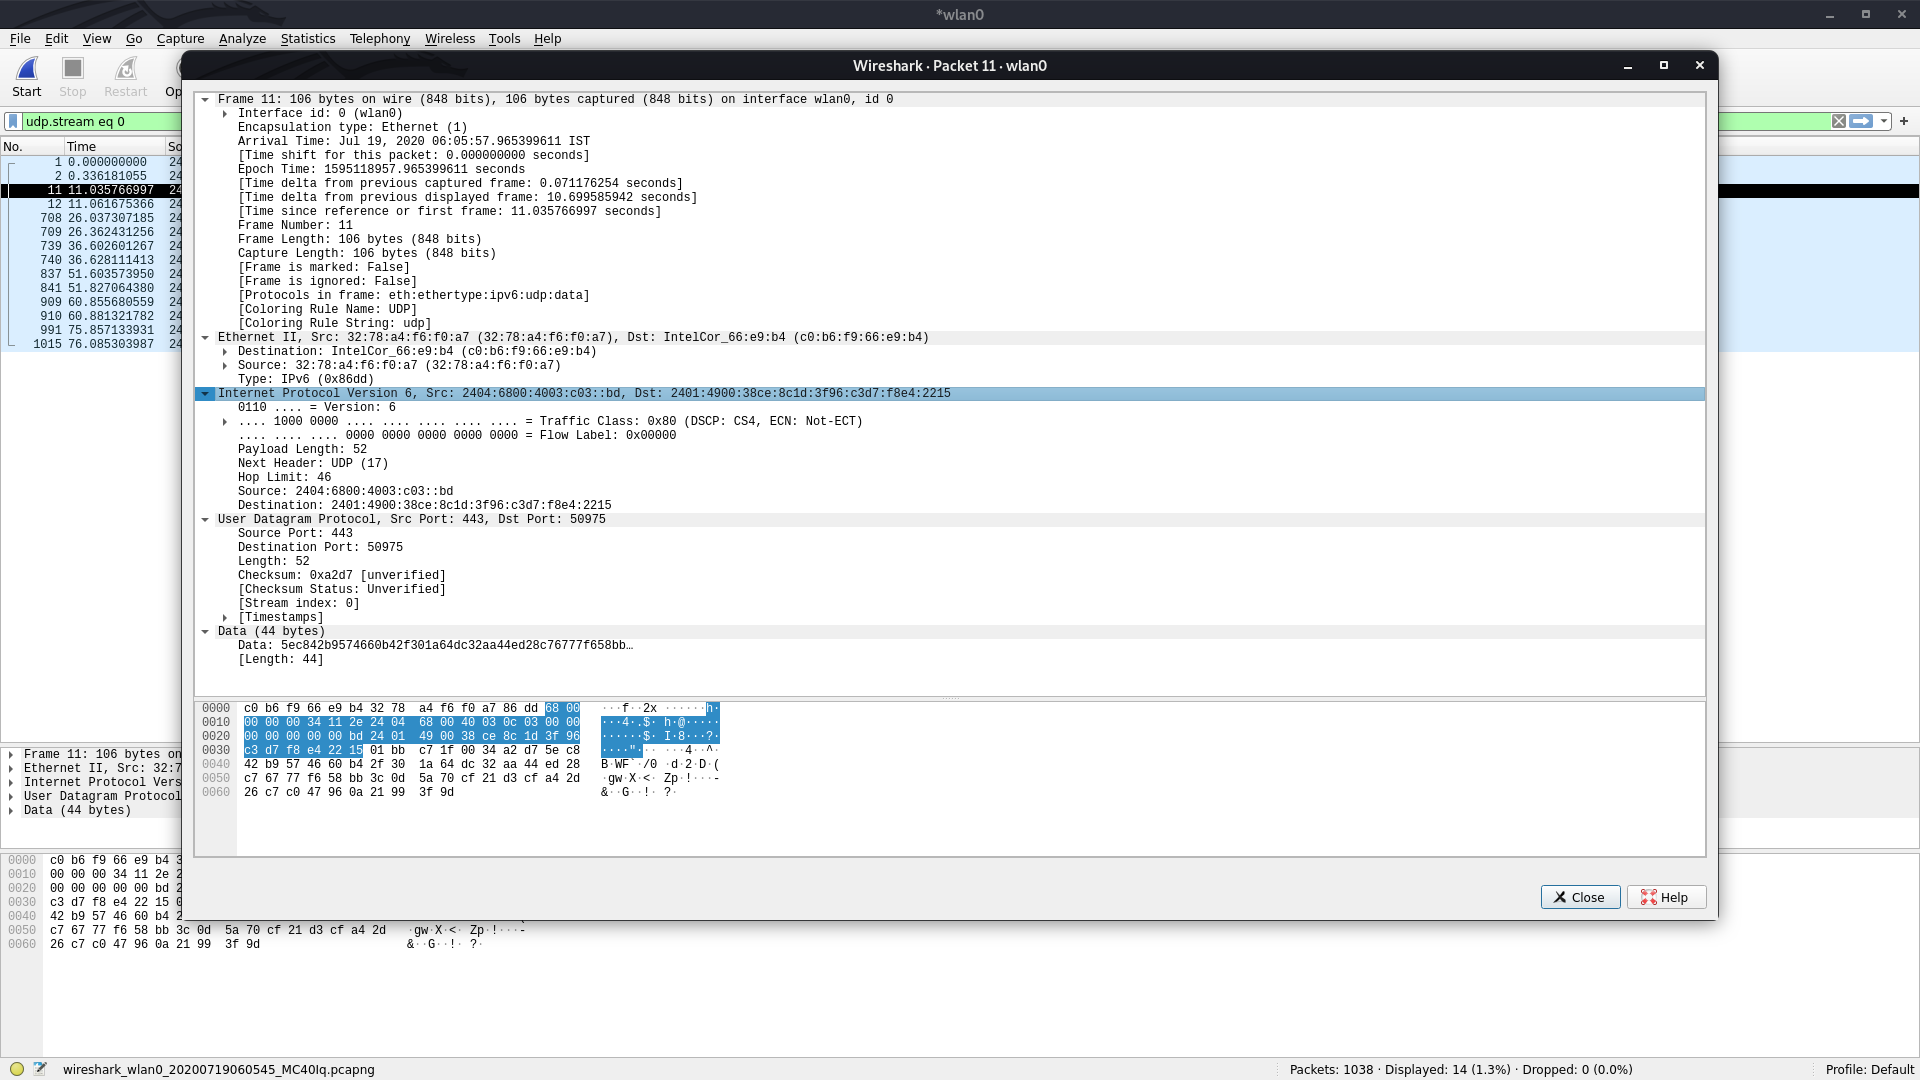 *wlan0
File Edit View Go Capture Analyze Statistics Telephony Wireless Tools Help
Start Stop Restart Op
udp.stream eq 0
No. Time So
1 0.000000000 24
2 0.336181055 24
11 11.035766997 24
12 11.061675366 24
708 26.037307185 24
709 26.362431256 24
739 36.602601267 24
740 36.628111413 24
837 51.603573950 24
841 51.827064380 24
909 60.855680559 24
910 60.881321782 24
991 75.857133931 24
1015 76.085303987 24
Wireshark · Packet 11 · wlan0
Frame 11: 106 bytes on wire (848 bits), 106 bytes captured (848 bits) on interface wlan0, id 0
Interface id: 0 (wlan0)
Encapsulation type: Ethernet (1)
Arrival Time: Jul 19, 2020 06:05:57.965399611 IST
[Time shift for this packet: 0.000000000 seconds]
Epoch Time: 1595118957.965399611 seconds
[Time delta from previous captured frame: 0.071176254 seconds]
[Time delta from previous displayed frame: 10.699585942 seconds]
[Time since reference or first frame: 11.035766997 seconds]
Frame Number: 11
Frame Length: 106 bytes (848 bits)
Capture Length: 106 bytes (848 bits)
[Frame is marked: False]
[Frame is ignored: False]
[Protocols in frame: eth:ethertype:ipv6:udp:data]
[Coloring Rule Name: UDP]
[Coloring Rule String: udp]
Ethernet II, Src: 32:78:a4:f6:f0:a7 (32:78:a4:f6:f0:a7), Dst: IntelCor_66:e9:b4 (c0:b6:f9:66:e9:b4)
Destination: IntelCor_66:e9:b4 (c0:b6:f9:66:e9:b4)
Source: 32:78:a4:f6:f0:a7 (32:78:a4:f6:f0:a7)
Type: IPv6 (0x86dd)
Internet Protocol Version 6, Src: 2404:6800:4003:c03::bd, Dst: 2401:4900:38ce:8c1d:3f96:c3d7:f8e4:2215
0110 .... = Version: 6
.... 1000 0000 .... .... .... .... .... = Traffic Class: 0x80 (DSCP: CS4, ECN: Not-ECT)
.... .... .... 0000 0000 0000 0000 0000 = Flow Label: 0x00000
Payload Length: 52
Next Header: UDP (17)
Hop Limit: 46
Source: 2404:6800:4003:c03::bd
Destination: 2401:4900:38ce:8c1d:3f96:c3d7:f8e4:2215
User Datagram Protocol, Src Port: 443, Dst Port: 50975
Source Port: 443
Destination Port: 50975
Length: 52
Checksum: 0xa2d7 [unverified]
[Checksum Status: Unverified]
[Stream index: 0]
[Timestamps]
Data (44 bytes)
Data: 5ec842b9574660b42f301a64dc32aa44ed28c76777f658bb…
[Length: 44]
0000 c0 b6 f9 66 e9 b4 32 78 a4 f6 f0 a7 86 dd 68 00 ···f··2x ······h·
0010 00 00 00 34 11 2e 24 04 68 00 40 03 0c 03 00 00 ···4·.$· h·@·····
0020 00 00 00 00 00 bd 24 01 49 00 38 ce 8c 1d 3f 96 ······$· I·8···?·
0030 c3 d7 f8 e4 22 15 01 bb c7 1f 00 34 a2 d7 5e c8 ····"··· ···4··^·
0040 42 b9 57 46 60 b4 2f 30 1a 64 dc 32 aa 44 ed 28 B·WF`·/0 ·d·2·D·(
0050 c7 67 77 f6 58 bb 3c 0d 5a 70 cf 21 d3 cf a4 2d ·gw·X·<· Zp·!···-
0060 26 c7 c0 47 96 0a 21 99 3f 9d &··G··!· ?·
Close Help
Frame 11: 106 bytes on
Ethernet II, Src: 32:7
Internet Protocol Vers
User Datagram Protocol
Data (44 bytes)
0000 c0 b6 f9 66 e9 b4 3
0010 00 00 00 34 11 2e 2
0020 00 00 00 00 00 bd 2
0030 c3 d7 f8 e4 22 15 0
0040 42 b9 57 46 60 b4 2
0050 c7 67 77 f6 58 bb 3c 0d 5a 70 cf 21 d3 cf a4 2d ·gw·X·<· Zp·!···-
0060 26 c7 c0 47 96 0a 21 99 3f 9d &··G··!· ?·
wireshark_wlan0_20200719060545_MC40Iq.pcapng Packets: 1038 · Displayed: 14 (1.3%) · Dropped: 0 (0.0%) Profile: Default